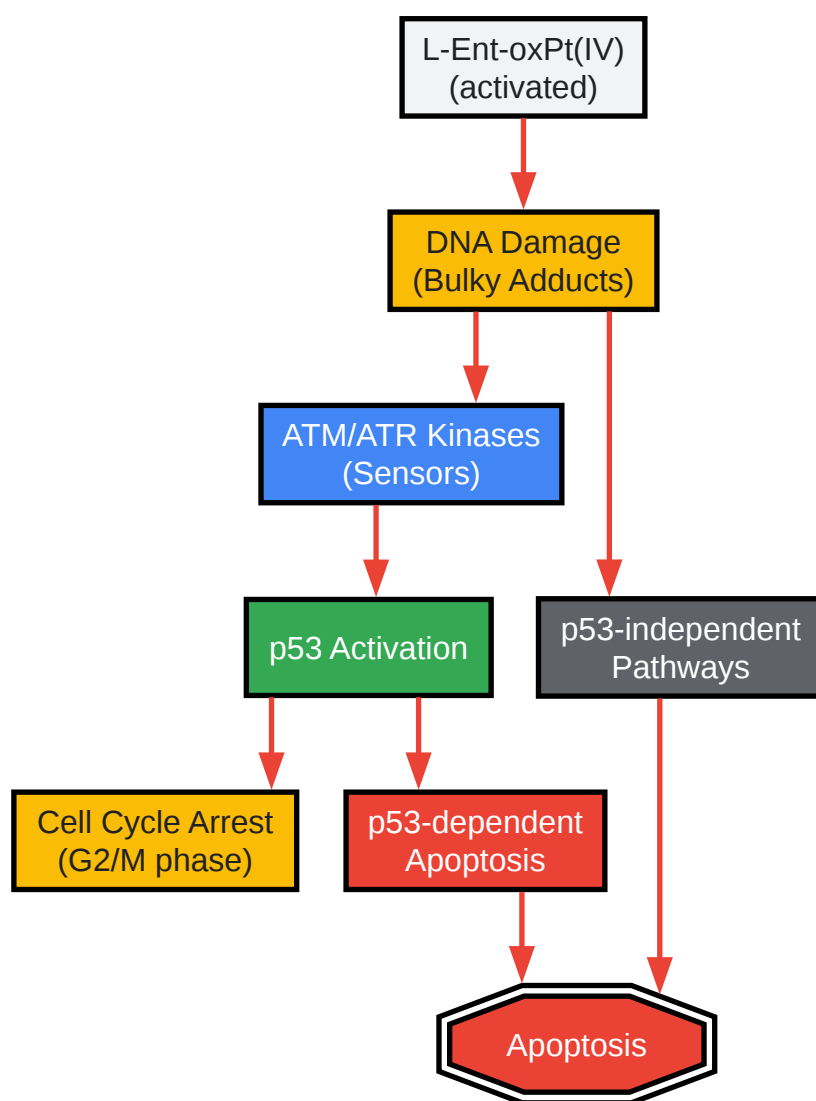 L-Ent-oxPt(IV)
(activated)
DNA Damage
(Bulky Adducts)
ATM/ATR Kinases
(Sensors)
p53 Activation
p53-independent
Pathways
Cell Cycle Arrest
(G2/M phase)
p53-dependent
Apoptosis
Apoptosis